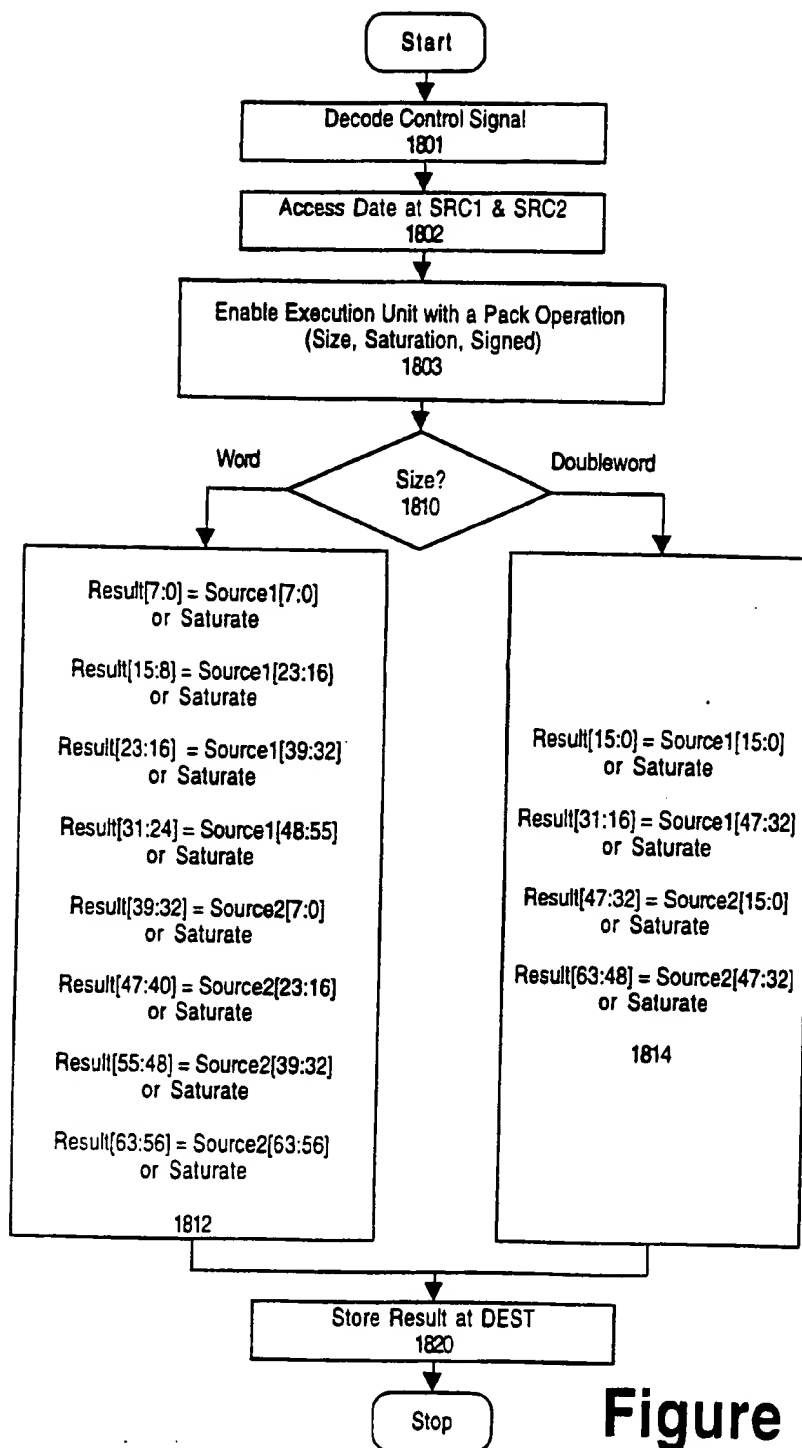 Start
Decode Control Signal
1801
Access Date at SRC1 & SRC2
1802
Enable Execution Unit with a Pack Operation
(Size, Saturation, Signed)
1803
Word
Doubleword
Size?
1810
Result[7:0] = Source1[7:0]
or Saturate
Result[15:8] = Source1[23:16]
or Saturate
Result[23:16] = Source1[39:32]
or Saturate
Result[31:24] = Source1[48:55]
or Saturate
Result[39:32] = Source2[7:0]
or Saturate
Result[47:40] = Source2[23:16]
or Saturate
Result[55:48] = Source2[39:32]
or Saturate
Result[63:56] = Source2[63:56]
or Saturate
1812
Result[15:0] = Source1[15:0]
or Saturate
Result[31:16] = Source1[47:32]
or Saturate
Result[47:32] = Source2[15:0]
or Saturate
Result[63:48] = Source2[47:32]
or Saturate
1814
Store Result at DEST
1820
Stop
Figure